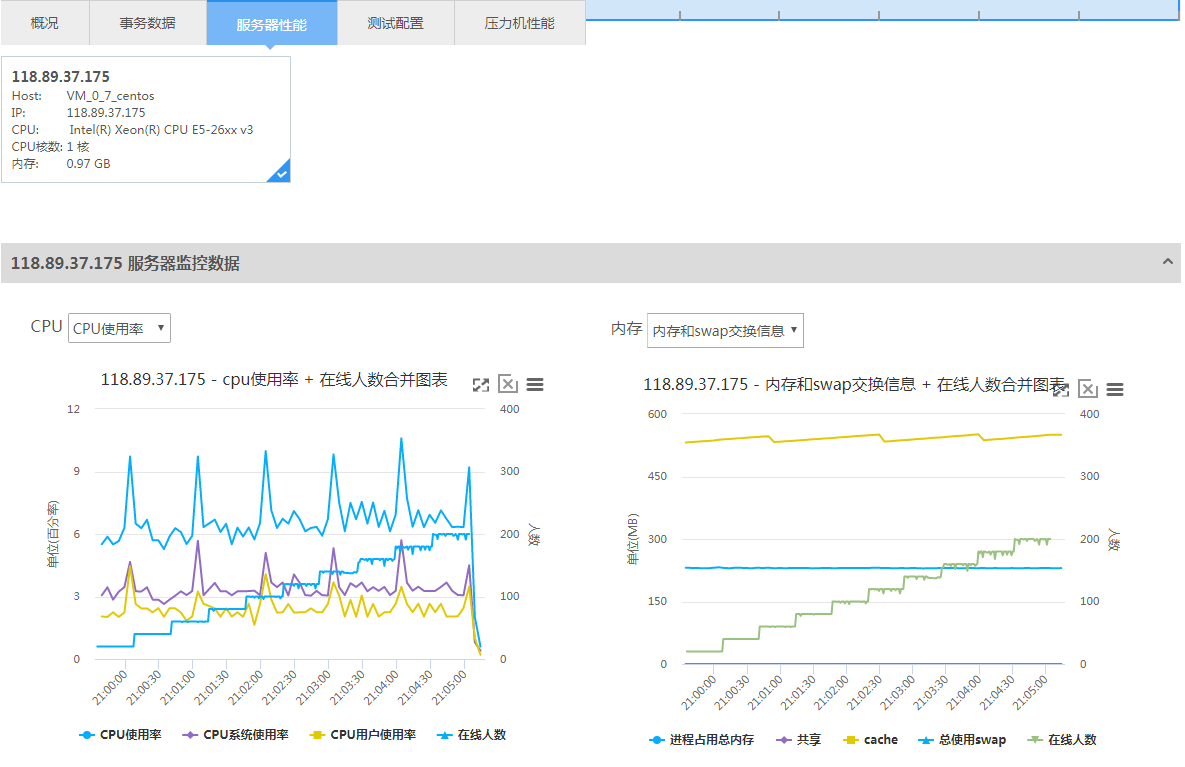 概况 事务数据 服务器性能 测试配置 压力机性能
118.89.37.175
Host: VM_0_7_centos
IP: 118.89.37.175
CPU: Intel(R) Xeon(R) CPU E5-26xx v3
CPU核数: 1 核
内存: 0.97 GB
118.89.37.175 服务器监控数据
CPU CPU使用率
118.89.37.175 - cpu使用率 + 在线人数合并图表
12 400
9 300
6 200
3 100
0 0
单位(百分率)
人数
21:00:00 21:00:30 21:01:00 21:01:30 21:02:00 21:02:30 21:03:00 21:03:30 21:04:00 21:04:30 21:05:00
CPU使用率 CPU系统使用率 CPU用户使用率 在线人数
内存 内存和swap交换信息
118.89.37.175 - 内存和swap交换信息 + 在线人数合并图表
600 400
450 300
300 200
150 100
0 0
单位(MB)
人数
21:00:00 21:00:30 21:01:00 21:01:30 21:02:00 21:02:30 21:03:00 21:03:30 21:04:00 21:04:30 21:05:00
进程占用总内存 共享 cache 总使用swap 在线人数